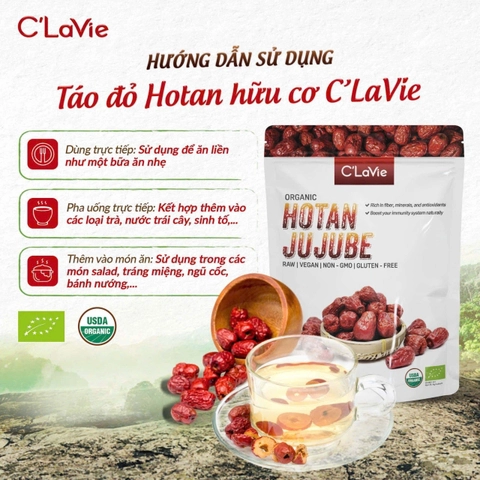 C'LaVie
HƯỚNG DẪN SỬ DỤNG
Táo đỏ Hotan hữu cơ C'LaVie
Dùng trực tiếp: Sử dụng để ăn liền
như một bữa ăn nhẹ
Pha uống trực tiếp: Kết hợp thêm vào
các loại trà, nước trái cây, sinh tố,...
Thêm vào món ăn: Sử dụng trong các
món salad, tráng miệng, ngũ cốc,
bánh nướng,...
USDA
ORGANIC
C'LaVie
ORGANIC
HOTAN
JUJUBE
Rich in fiber, minerals, and antioxidants
Boost your immunity system naturally
RAW | VEGAN | NON - GMO | GLUTEN - FREE
USDA
ORGANIC